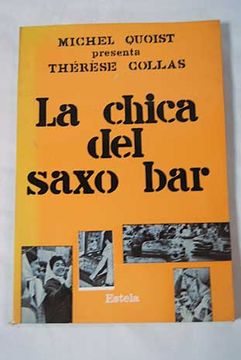 MICHEL QUOIST
presenta
THÉRÈSE COLLAS
La chica
del
saxo bar
Estela